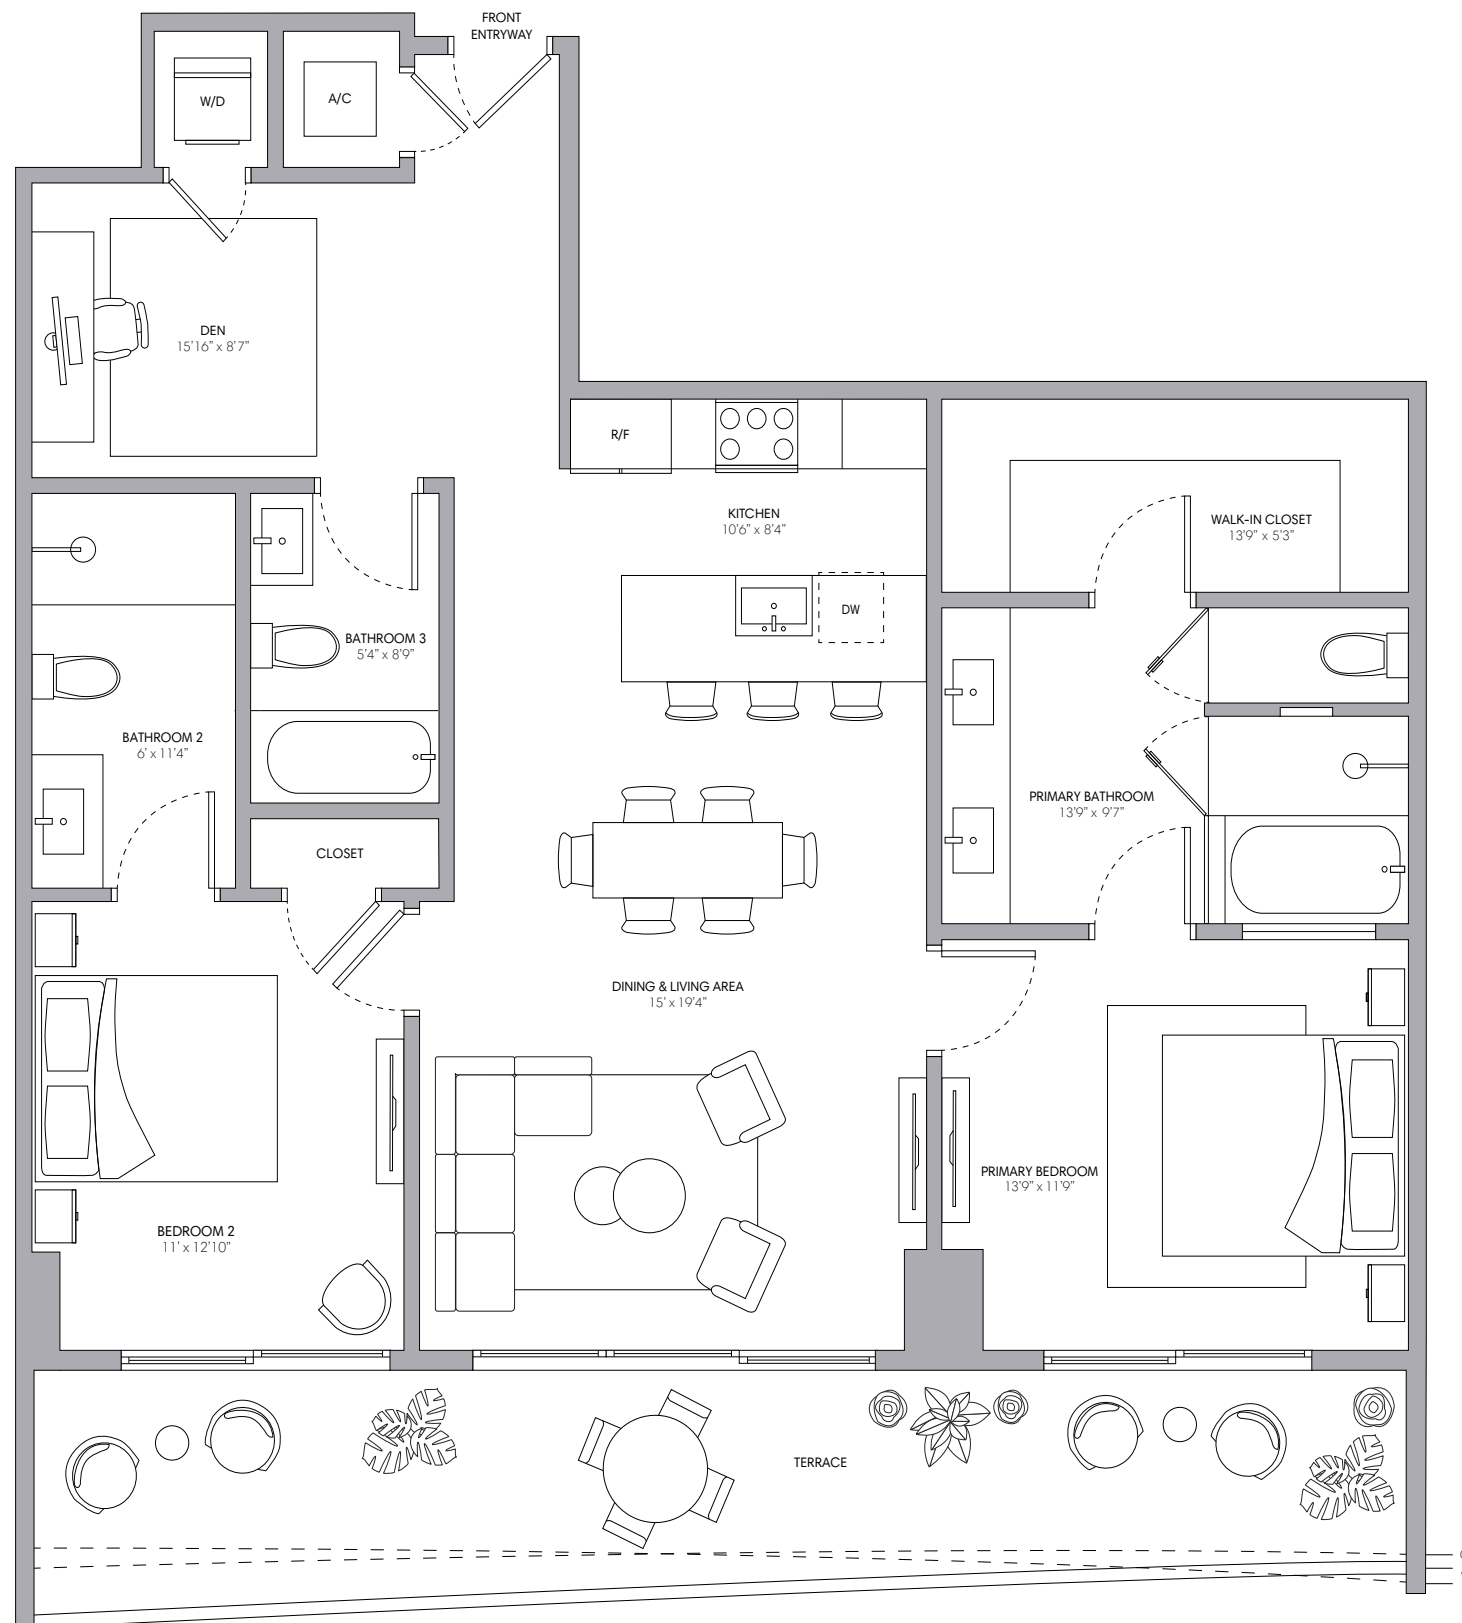 FRONT
ENTRYWAY
W/D
A/C
DEN
15'16" x 8'7"
R/F
KITCHEN
10'6" x 8'4"
WALK-IN CLOSET
13'9" x 5'3"
DW
BATHROOM 3
5'4" x 8'9"
BATHROOM 2
6' x 11'4"
PRIMARY BATHROOM
13'9" x 9'7"
CLOSET
DINING & LIVING AREA
15' x 19'4"
PRIMARY BEDROOM
13'9" x 11'9"
BEDROOM 2
11' x 12'10"
TERRACE